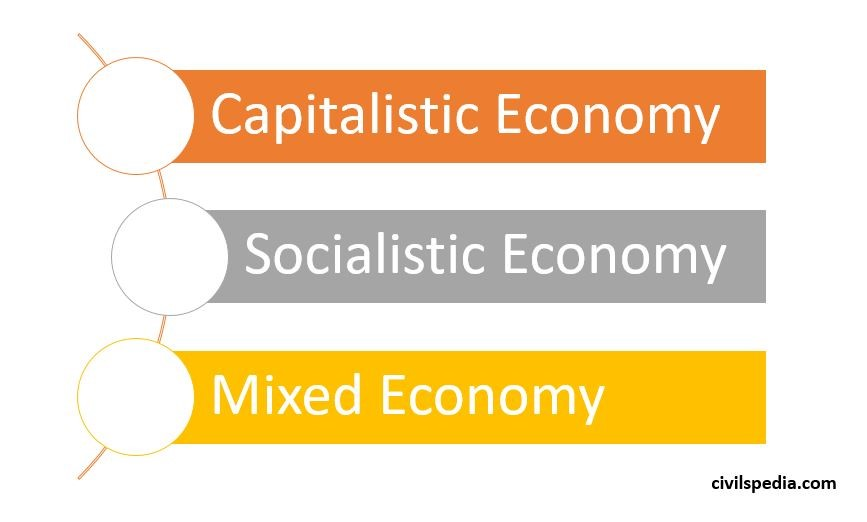 Capitalistic Economy
Socialistic Economy
Mixed Economy
civilspedia.com